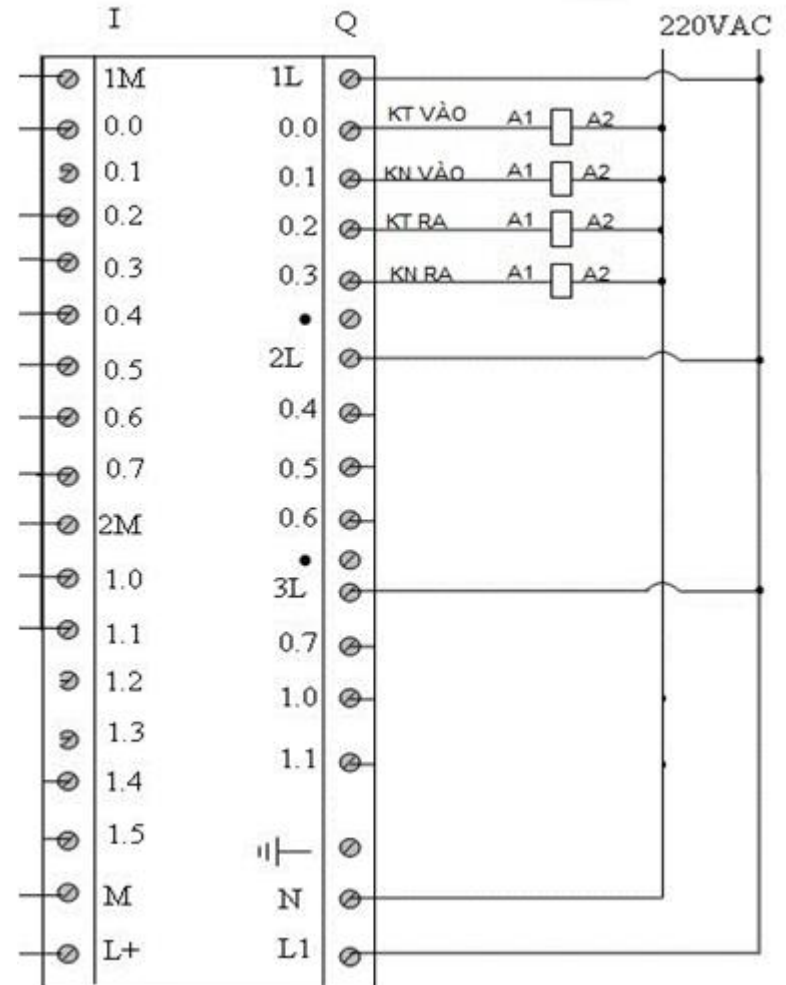 I Q 220VAC
1M 1L
0.0 0.0 KT VÀO A1 A2
0.1 0.1 KN VÀO A1 A2
0.2 0.2 KT RA A1 A2
0.3 0.3 KN RA A1 A2
0.4
0.5 2L
0.6 0.4
0.7 0.5
2M 0.6
1.0 3L
1.1 0.7
1.2 1.0
1.3 1.1
1.4
1.5
M N
L+ L1